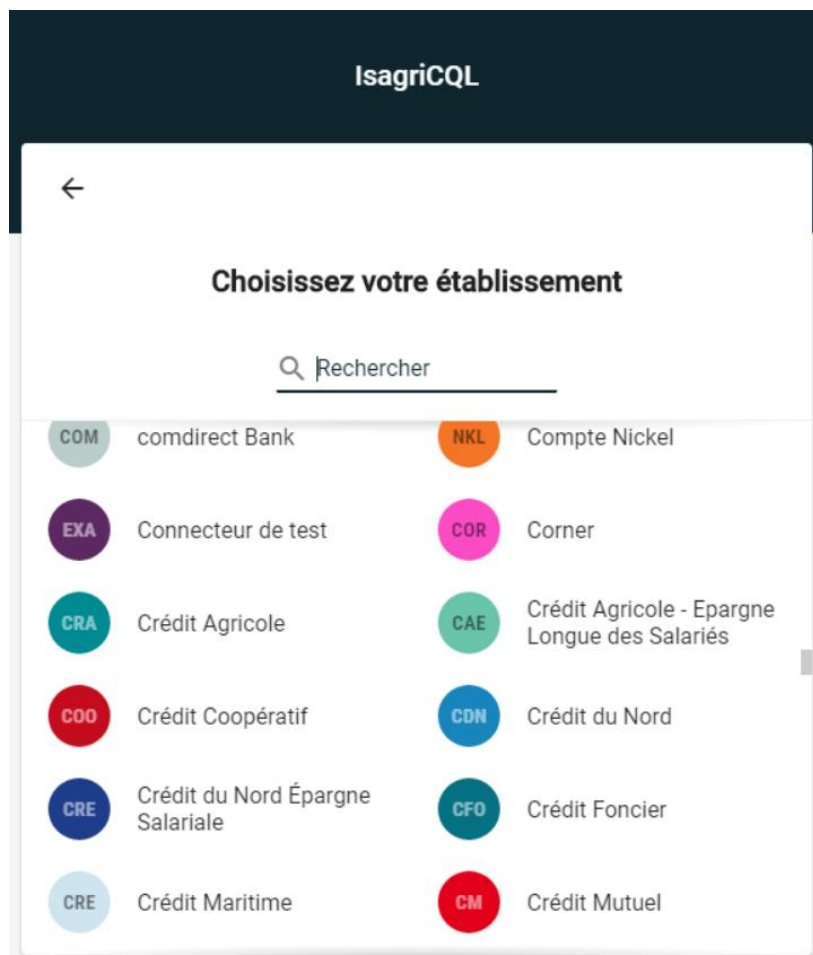 IsagriCQL
Choisissez votre établissement
Rechercher
COM comdirect Bank
NKL Compte Nickel
EXA Connecteur de test
COR Corner
CRA Crédit Agricole
CAE Crédit Agricole - Epargne
Longue des Salariés
COO Crédit Coopératif
CDN Crédit du Nord
CRE Crédit du Nord Épargne
Salariale
CFO Crédit Foncier
CRE Crédit Maritime
CM Crédit Mutuel